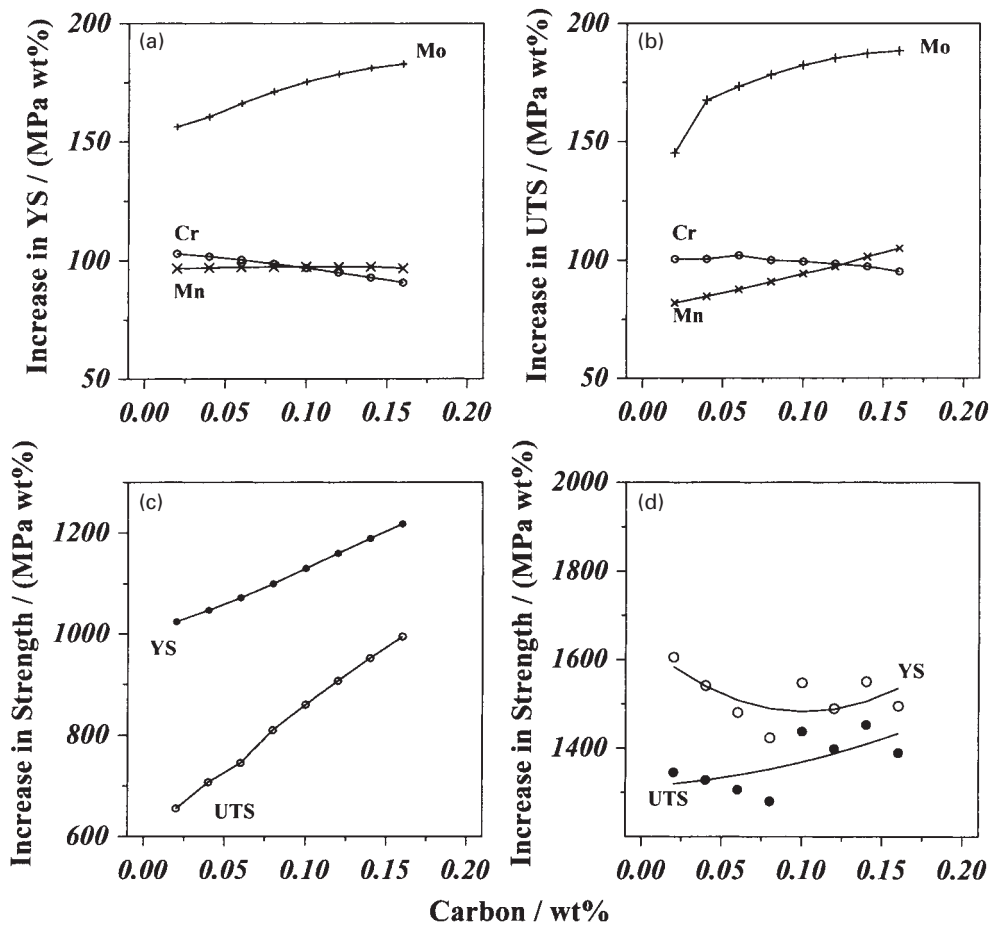 (a)
Increase in YS / (MPa wt%)
200
150
100
50
Mo
Cr
Mn
0.00 0.05 0.10 0.15 0.20
(b)
Increase in UTS / (MPa wt%)
200
150
100
50
Mo
Cr
Mn
0.00 0.05 0.10 0.15 0.20
(c)
Increase in Strength / (MPa wt%)
1200
1000
800
600
YS
UTS
0.00 0.05 0.10 0.15 0.20
(d)
Increase in Strength / (MPa wt%)
2000
1800
1600
1400
YS
UTS
0.00 0.05 0.10 0.15 0.20
Carbon / wt%